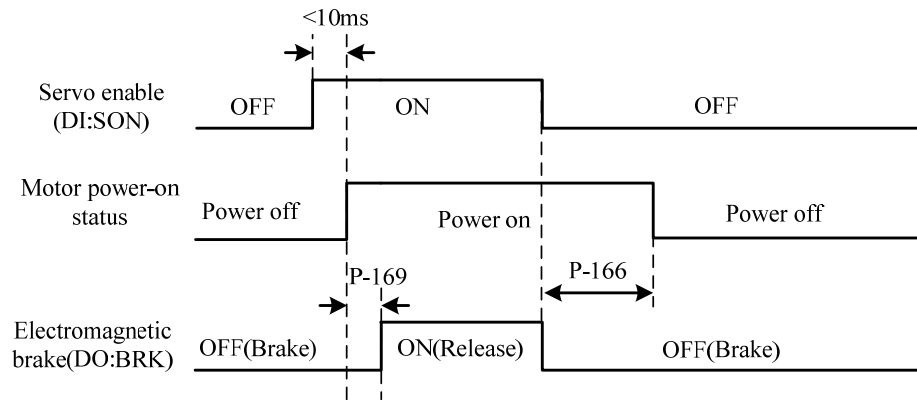 <10ms
Servo enable
(DI:SON)
OFF
ON
OFF
Motor power-on
status
Power off
Power on
Power off
P-169
P-166
Electromagnetic
brake(DO:BRK)
OFF(Brake)
ON(Release)
OFF(Brake)